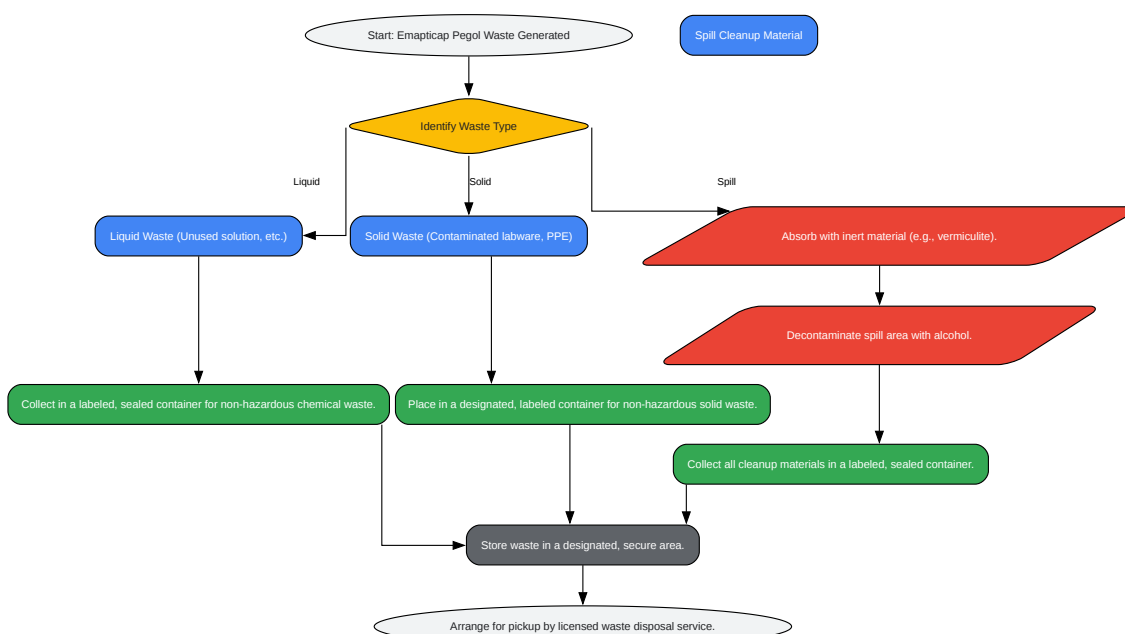 Start: Emapticap Pegol Waste Generated
Spill Cleanup Material
Identify Waste Type
Liquid
Solid
Spill
Liquid Waste (Unused solution, etc.)
Solid Waste (Contaminated labware, PPE)
Absorb with inert material (e.g., vermiculite).
Decontaminate spill area with alcohol.
Collect in a labeled, sealed container for non-hazardous chemical waste.
Place in a designated, labeled container for non-hazardous solid waste.
Collect all cleanup materials in a labeled, sealed container.
Store waste in a designated, secure area.
Arrange for pickup by licensed waste disposal service.